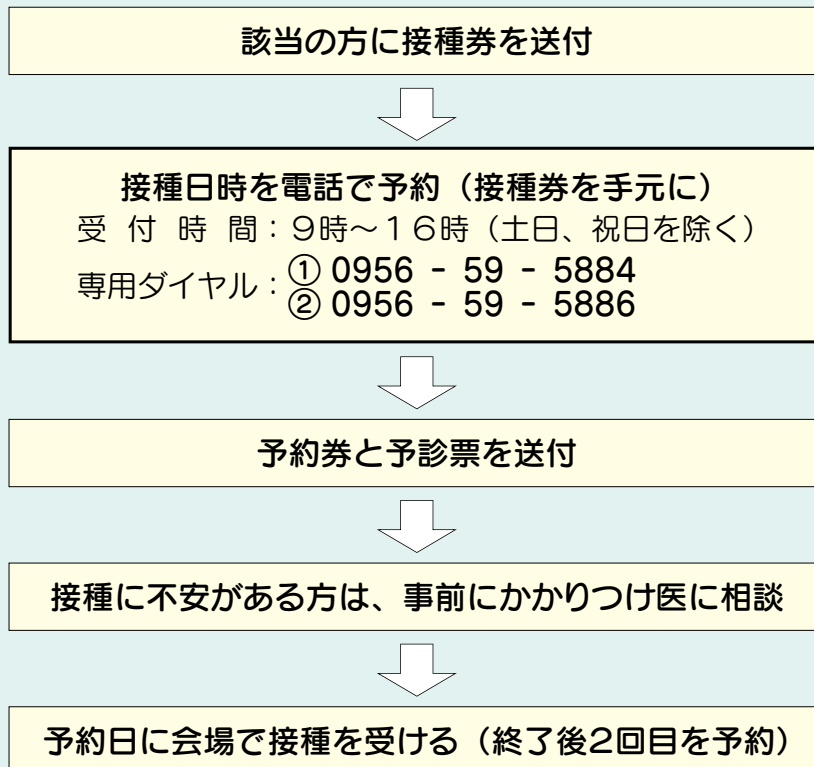 該当の方に接種券を送付
接種日時を電話で予約（接種券を手元に）
受付時間：９時～１６時（土日、祝日を除く）
専用ダイヤル：① 0956 - 59 - 5884
② 0956 - 59 - 5886
予約券と予診票を送付
接種に不安がある方は、事前にかかりつけ医に相談
予約日に会場で接種を受ける（終了後2回目を予約）